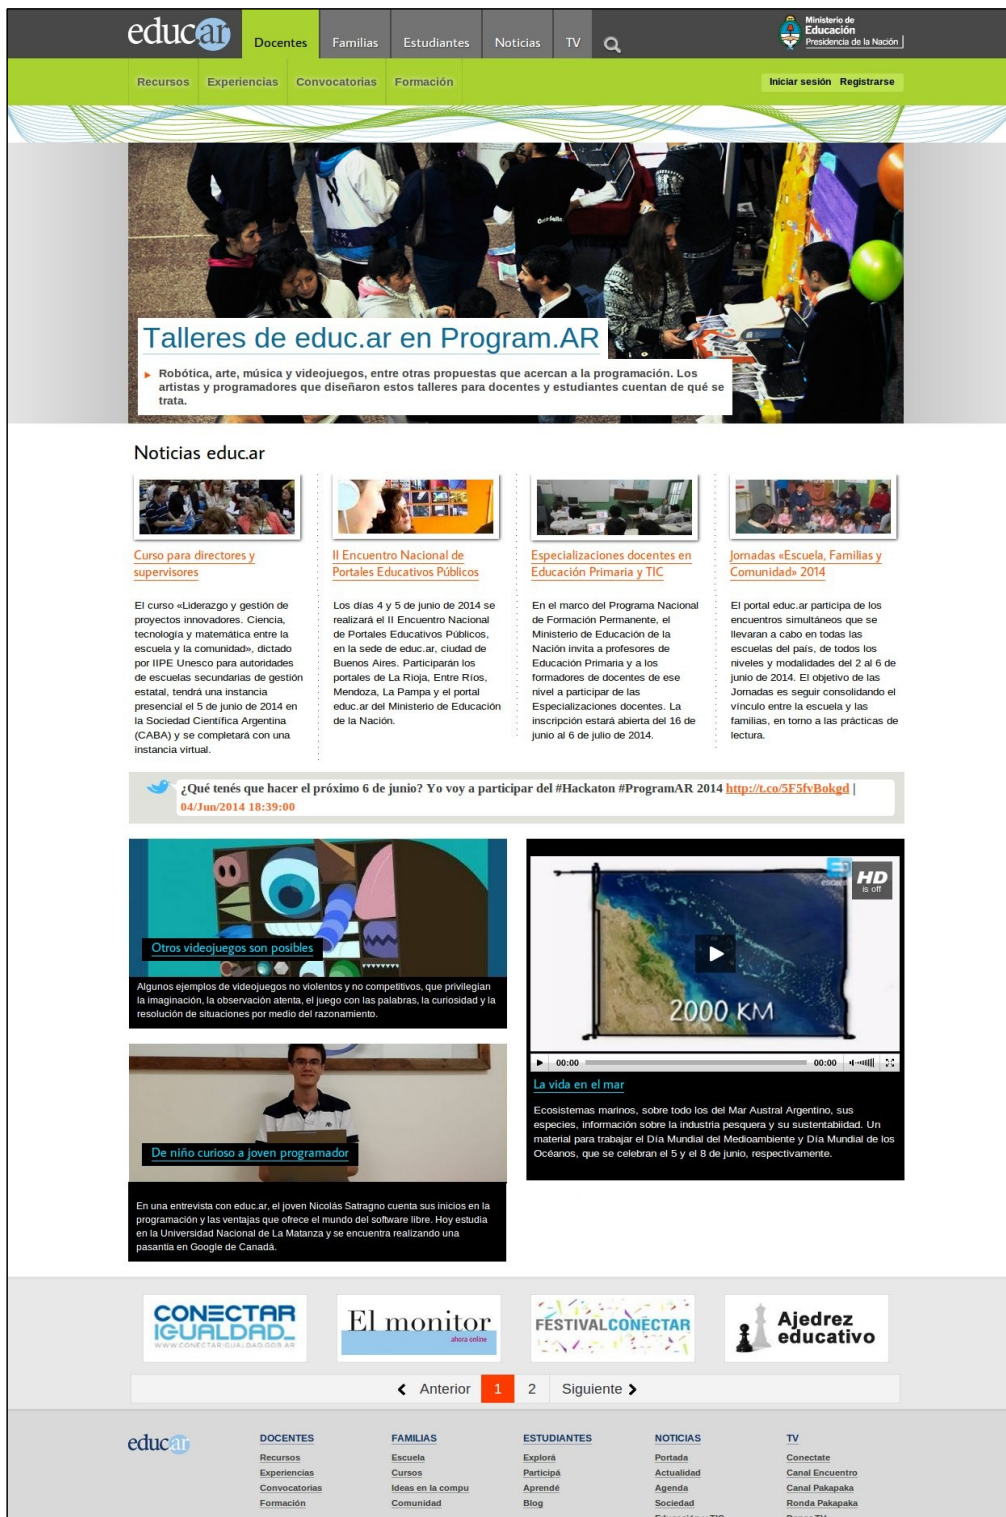 educar
Docentes
Familias
Estudiantes
Noticias
TV
Ministerio de
Educación
Presidencia de la Nación
Recursos
Experiencias
Convocatorias
Formación
Iniciar sesión
Registrarse
Talleres de educ.ar en Program.AR
Robótica, arte, música y videojuegos, entre otras propuestas que acercan a la programación. Los
artistas y programadores que diseñaron estos talleres para docentes y estudiantes cuentan de qué se
trata.
Noticias educ.ar
Curso para directores y
supervisores
El curso «Liderazgo y gestión de
proyectos innovadores. Ciencia,
tecnología y matemática entre la
escuela y la comunidad», dictado
por IIPE Unesco para autoridades
de escuelas secundarias de gestión
estatal, tendrá una instancia
presencial el 5 de junio de 2014 en
la Sociedad Científica Argentina
(CABA) y se completará con una
instancia virtual.
II Encuentro Nacional de
Portales Educativos Públicos
Los días 4 y 5 de junio de 2014 se
realizará el II Encuentro Nacional
de Portales Educativos Públicos,
en la sede de educ.ar, ciudad de
Buenos Aires. Participarán los
portales de La Rioja, Entre Ríos,
Mendoza, La Pampa y el portal
educ.ar del Ministerio de Educación
de la Nación.
Especializaciones docentes en
Educación Primaria y TIC
En el marco del Programa Nacional
de Formación Permanente, el
Ministerio de Educación de la
Nación invita a profesores de
Educación Primaria y a los
formadores de docentes de ese
nivel a participar de las
Especializaciones docentes. La
inscripción estará abierta del 16 de
junio al 6 de julio de 2014.
Jornadas «Escuela, Familias y
Comunidad» 2014
El portal educ.ar participa de los
encuentros simultáneos que se
llevaran a cabo en todas las
escuelas del país, de todos los
niveles y modalidades del 2 al 6 de
junio de 2014. El objetivo de las
Jornadas es seguir consolidando el
vínculo entre la escuela y las
familias, en torno a las prácticas de
lectura.
¿Qué tenés que hacer el próximo 6 de junio? Yo voy a participar del #Hackaton #ProgramAR 2014 http://t.co/5F5fvBokgd |
04/Jun/2014 18:39:00
Otros videojuegos son posibles
Algunos ejemplos de videojuegos no violentos y no competitivos, que privilegian
la imaginación, la observación atenta, el juego con las palabras, la curiosidad y la
resolución de situaciones por medio del razonamiento.
De niño curioso a joven programador
En una entrevista con educ.ar, el joven Nicolás Satragno cuenta sus inicios en la
programación y las ventajas que ofrece el mundo del software libre. Hoy estudia
en la Universidad Nacional de La Matanza y se encuentra realizando una
pasantía en Google de Canadá.
HD
is off
2000 KM
00:00
00:00
La vida en el mar
Ecosistemas marinos, sobre todo los del Mar Austral Argentino, sus
especies, información sobre la industria pesquera y su sustentabilidad. Un
material para trabajar el Día Mundial del Medioambiente y Día Mundial de los
Océanos, que se celebran el 5 y el 8 de junio, respectivamente.
CONECTAR
IGUALDAD_
WWW.CONECTARIGUALDAD.GOB.AR
El monitor
ahora online
FESTIVALCONECTAR
Ajedrez
educativo
Anterior
1
2
Siguiente
educar
DOCENTES
Recursos
Experiencias
Convocatorias
Formación
FAMILIAS
Escuela
Cursos
Ideas en la compu
Comunidad
ESTUDIANTES
Explorá
Participá
Aprendé
Blog
NOTICIAS
Portada
Actualidad
Agenda
Sociedad
Educación y TIC
TV
Conectate
Canal Encuentro
Canal Pakapaka
Ronda Pakapaka